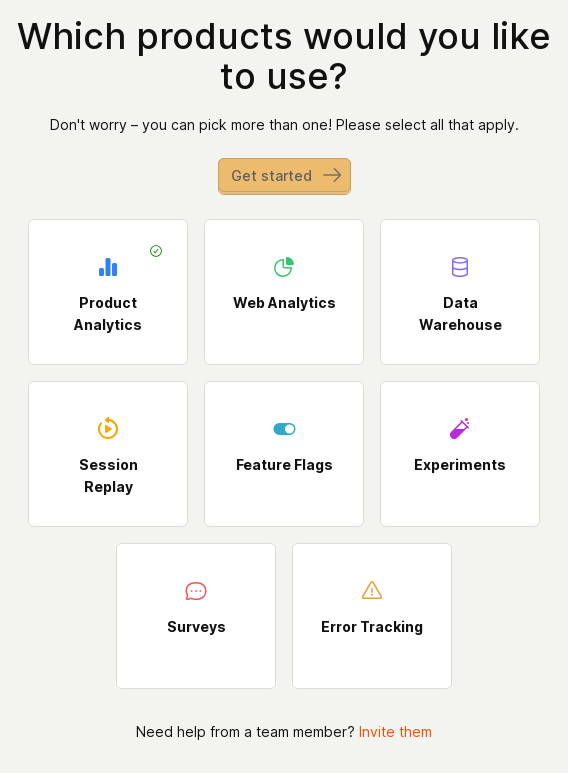 Which products would you like
to use?
Don't worry – you can pick more than one! Please select all that apply.
Get started
Product
Analytics
Web Analytics
Data
Warehouse
Session
Replay
Feature Flags
Experiments
Surveys
Error Tracking
Need help from a team member? Invite them